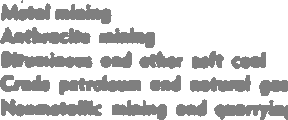 Metal mining
Anthracite mining
Bituminous and other soft coal
Crude petroleum and natural gas
Nonmetallic mining and quarrying